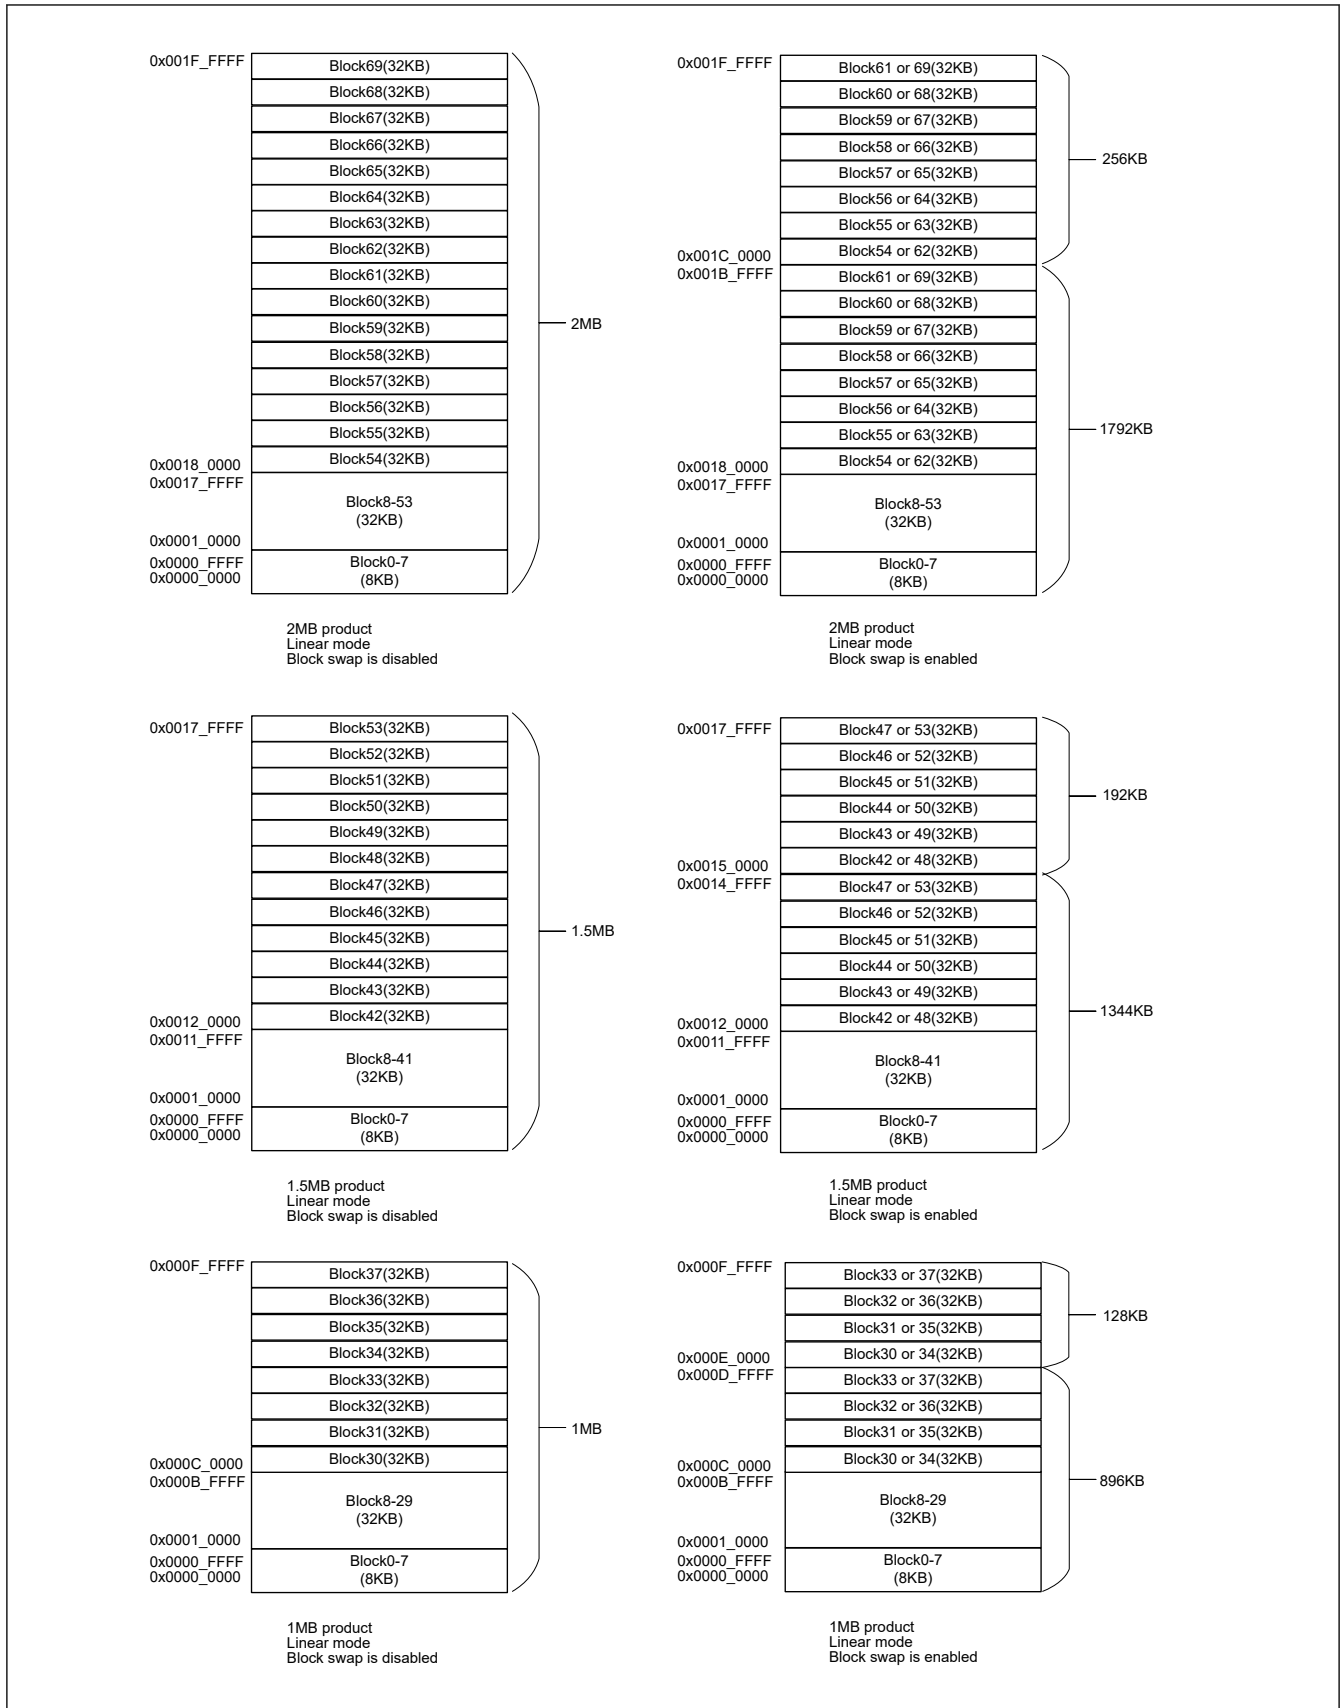 0x001F_FFFF
Block69(32KB)
Block68(32KB)
Block67(32KB)
Block66(32KB)
Block65(32KB)
Block64(32KB)
Block63(32KB)
Block62(32KB)
Block61(32KB)
Block60(32KB)
Block59(32KB)
Block58(32KB)
Block57(32KB)
Block56(32KB)
Block55(32KB)
Block54(32KB)
0x0018_0000
0x0017_FFFF
Block8-53
(32KB)
0x0001_0000
0x0000_FFFF
0x0000_0000
Block0-7
(8KB)
2MB
2MB product
Linear mode
Block swap is disabled
0x001F_FFFF
Block61 or 69(32KB)
Block60 or 68(32KB)
Block59 or 67(32KB)
Block58 or 66(32KB)
Block57 or 65(32KB)
Block56 or 64(32KB)
Block55 or 63(32KB)
Block54 or 62(32KB)
256KB
0x001C_0000
0x001B_FFFF
Block61 or 69(32KB)
Block60 or 68(32KB)
Block59 or 67(32KB)
Block58 or 66(32KB)
Block57 or 65(32KB)
Block56 or 64(32KB)
Block55 or 63(32KB)
Block54 or 62(32KB)
0x0018_0000
0x0017_FFFF
Block8-53
(32KB)
0x0001_0000
0x0000_FFFF
0x0000_0000
Block0-7
(8KB)
1792KB
2MB product
Linear mode
Block swap is enabled
0x0017_FFFF
Block53(32KB)
Block52(32KB)
Block51(32KB)
Block50(32KB)
Block49(32KB)
Block48(32KB)
Block47(32KB)
Block46(32KB)
Block45(32KB)
Block44(32KB)
Block43(32KB)
Block42(32KB)
0x0012_0000
0x0011_FFFF
Block8-41
(32KB)
0x0001_0000
0x0000_FFFF
0x0000_0000
Block0-7
(8KB)
1.5MB
1.5MB product
Linear mode
Block swap is disabled
0x0017_FFFF
Block47 or 53(32KB)
Block46 or 52(32KB)
Block45 or 51(32KB)
Block44 or 50(32KB)
Block43 or 49(32KB)
Block42 or 48(32KB)
192KB
0x0015_0000
0x0014_FFFF
Block47 or 53(32KB)
Block46 or 52(32KB)
Block45 or 51(32KB)
Block44 or 50(32KB)
Block43 or 49(32KB)
Block42 or 48(32KB)
0x0012_0000
0x0011_FFFF
Block8-41
(32KB)
0x0001_0000
0x0000_FFFF
0x0000_0000
Block0-7
(8KB)
1344KB
1.5MB product
Linear mode
Block swap is enabled
0x000F_FFFF
Block37(32KB)
Block36(32KB)
Block35(32KB)
Block34(32KB)
Block33(32KB)
Block32(32KB)
Block31(32KB)
Block30(32KB)
0x000C_0000
0x000B_FFFF
Block8-29
(32KB)
0x0001_0000
0x0000_FFFF
0x0000_0000
Block0-7
(8KB)
1MB
1MB product
Linear mode
Block swap is disabled
0x000F_FFFF
Block33 or 37(32KB)
Block32 or 36(32KB)
Block31 or 35(32KB)
Block30 or 34(32KB)
128KB
0x000E_0000
0x000D_FFFF
Block33 or 37(32KB)
Block32 or 36(32KB)
Block31 or 35(32KB)
Block30 or 34(32KB)
0x000C_0000
0x000B_FFFF
Block8-29
(32KB)
0x0001_0000
0x0000_FFFF
0x0000_0000
Block0-7
(8KB)
896KB
1MB product
Linear mode
Block swap is enabled